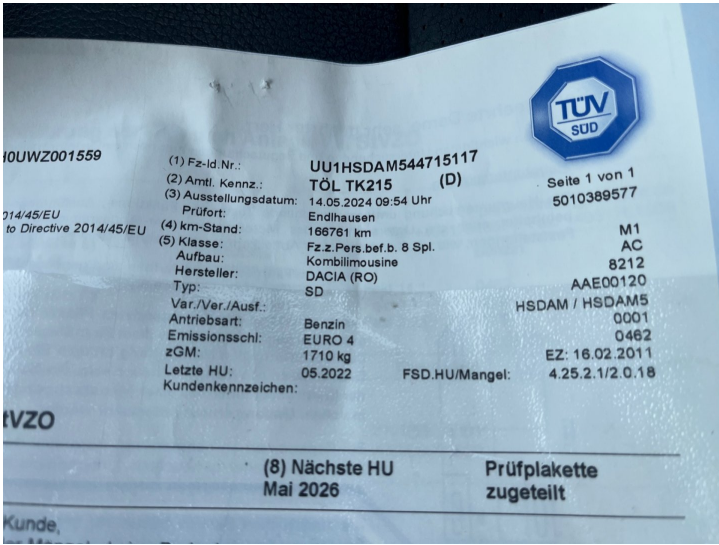 TÜV
SÜD
I0UWZ001559
(1) Fz-Id.Nr.: UU1HSDAM544715117
(2) Amtl. Kennz.: TÖL TK215 (D) Seite 1 von 1
(3) Ausstellungsdatum: 14.05.2024 09:54 Uhr 5010389577
014/45/EU Prüfort: Endlhausen
to Directive 2014/45/EU (4) km-Stand: 166761 km M1
(5) Klasse: Fz.z.Pers.bef.b. 8 Spl. AC
Aufbau: Kombilimousine 8212
Hersteller: DACIA (RO) AAE00120
Typ: SD HSDAM / HSDAM5
Var./Ver./Ausf.: 0001
Antriebsart: Benzin 0462
Emissionsschl: EURO 4 EZ: 16.02.2011
zGM: 1710 kg
Letzte HU: 05.2022 FSD.HU/Mangel: 4.25.2.1/2.0.18
Kundenkennzeichen:
tVZO
(8) Nächste HU Prüfplakette
Mai 2026 zugeteilt
Kunde,